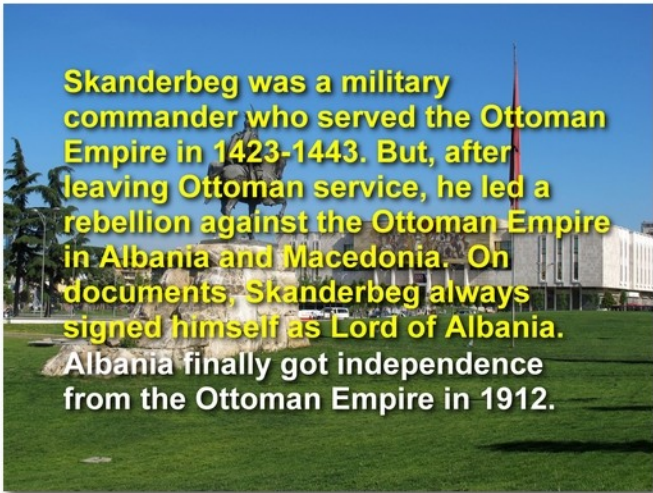 Skanderbeg was a military
commander who served the Ottoman
Empire in 1423-1443. But, after
leaving Ottoman service, he led a
rebellion against the Ottoman Empire
in Albania and Macedonia.  On
documents, Skanderbeg always
signed himself as Lord of Albania.
Albania finally got independence
from the Ottoman Empire in 1912.